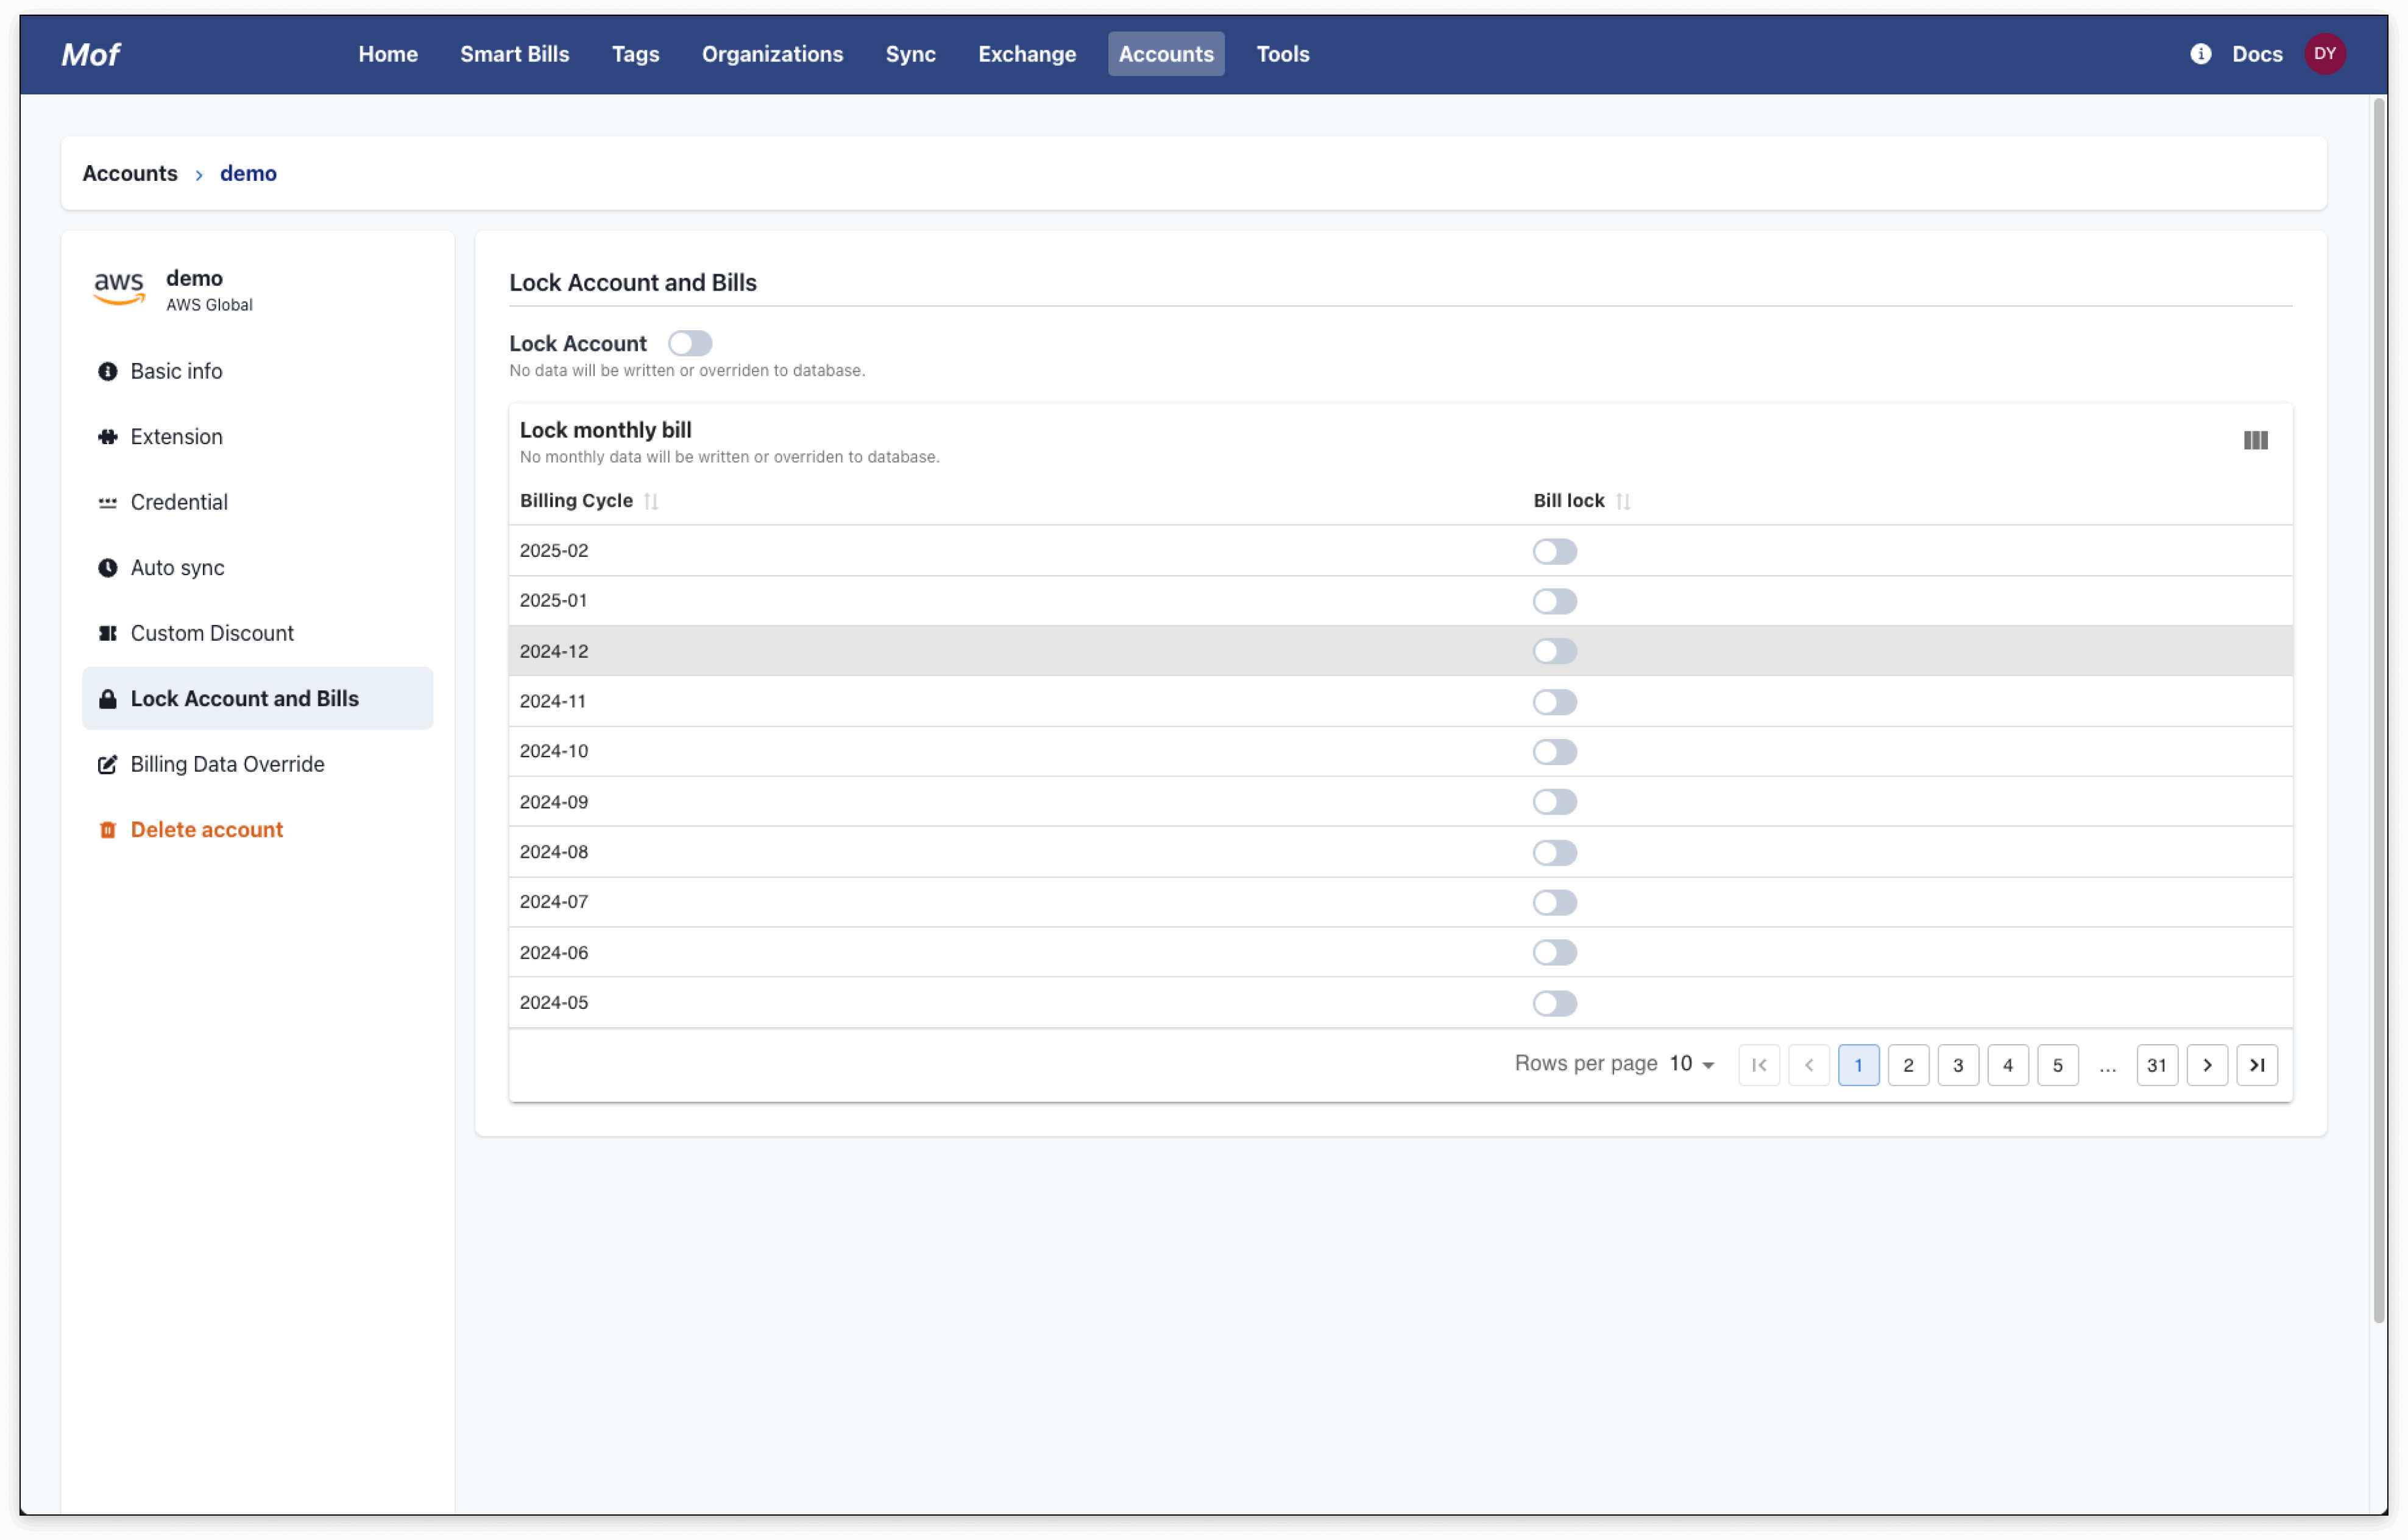 Mof Home Smart Bills Tags Organizations Sync Exchange Accounts Tools Docs DY
Accounts › demo
aws demo
AWS Global
Basic info
Extension
Credential
Auto sync
Custom Discount
Lock Account and Bills
Billing Data Override
Delete account
Lock Account and Bills
Lock Account
No data will be written or overriden to database.
Lock monthly bill
No monthly data will be written or overriden to database.
Billing Cycle Bill lock
2025-02
2025-01
2024-12
2024-11
2024-10
2024-09
2024-08
2024-07
2024-06
2024-05
Rows per page 10 1 2 3 4 5 ... 31